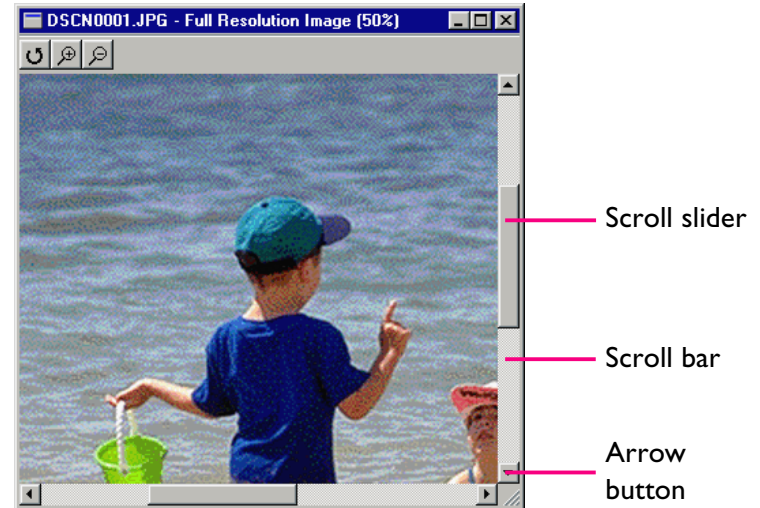 DSCN0001.JPG - Full Resolution Image (50%)
Scroll slider
Scroll bar
Arrow
button